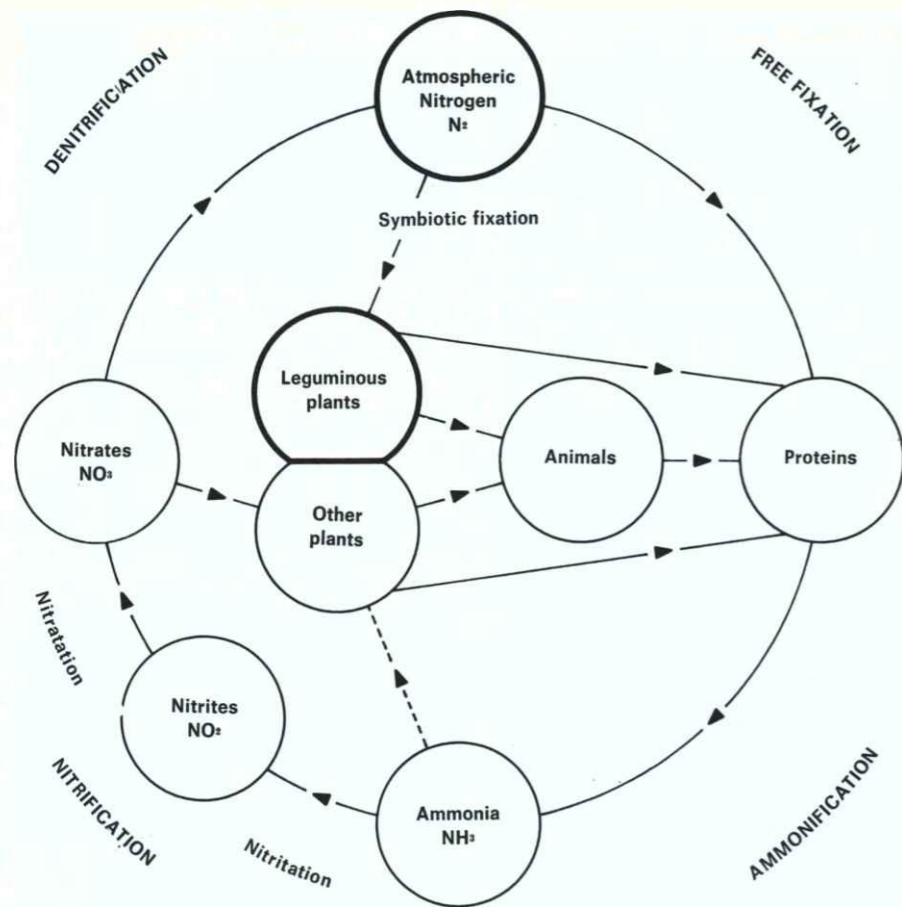 DENITRIFICATION
Atmospheric
Nitrogen
N₂
FREE FIXATION
Symbiotic fixation
Leguminous
plants
Nitrates
NO₃
Animals
Proteins
Other
plants
Nitratation
Nitrites
NO₂
NITRIFICATION
Nitritation
Ammonia
NH₃
AMMONIFICATION